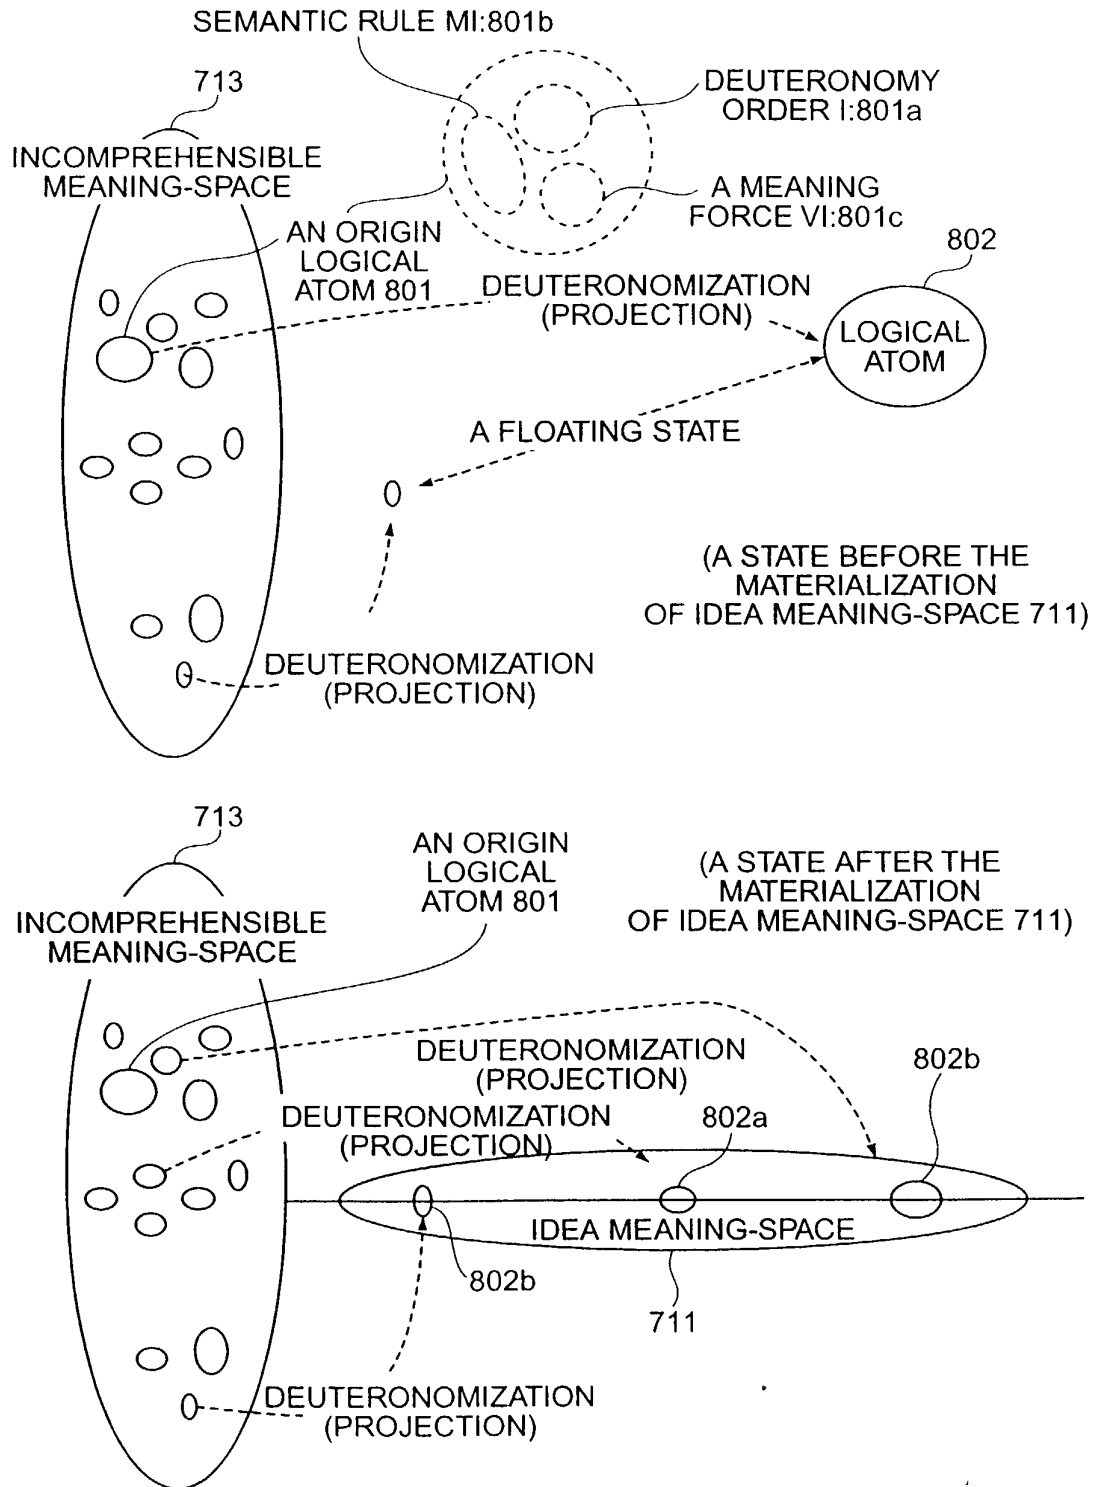 SEMANTIC RULE MI:801b
713
DEUTERONOMY
ORDER I:801a
INCOMPREHENSIBLE
MEANING-SPACE
A MEANING
FORCE VI:801c
AN ORIGIN
LOGICAL
ATOM 801
802
DEUTERONOMIZATION
(PROJECTION)
LOGICAL
ATOM
A FLOATING STATE
(A STATE BEFORE THE
MATERIALIZATION
OF IDEA MEANING-SPACE 711)
DEUTERONOMIZATION
(PROJECTION)
713
AN ORIGIN
LOGICAL
ATOM 801
(A STATE AFTER THE
MATERIALIZATION
OF IDEA MEANING-SPACE 711)
INCOMPREHENSIBLE
MEANING-SPACE
DEUTERONOMIZATION
(PROJECTION)
802b
DEUTERONOMIZATION
(PROJECTION)
802a
IDEA MEANING-SPACE
802b
711
DEUTERONOMIZATION
(PROJECTION)